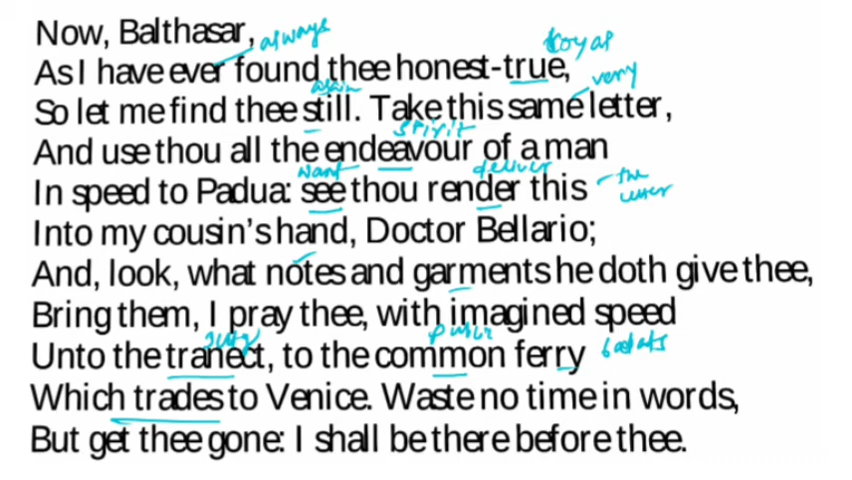 Now, Balthasar, always
loyal
As I have ever found thee honest-true,
again very
So let me find thee still. Take this same letter,
spirit
And use thou all the endeavour of a man
want deliver
In speed to Padua: see thou render this the letter
Into my cousin's hand, Doctor Bellario;
And, look, what notes and garments he doth give thee,
Bring them, I pray thee, with imagined speed
Unto the tranect, to the common ferry
Which trades to Venice. Waste no time in words,
But get thee gone: I shall be there before thee.